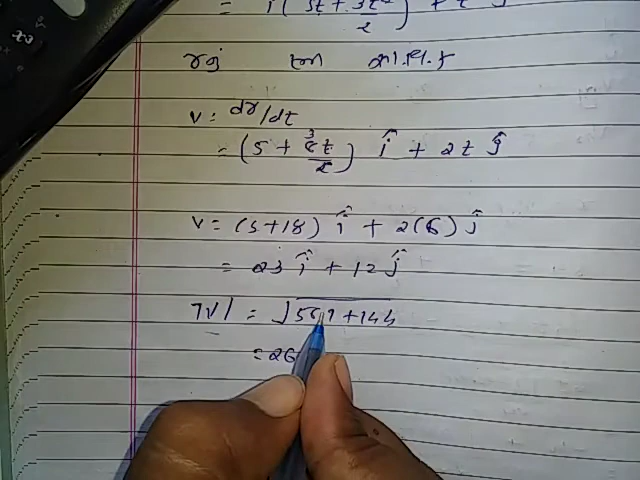 = î(5t + 3t²/2) + t² ĵ
v = dr/dt
= (5 + 3 6t/2) î + 2t ĵ
v = (5+18) î + 2(6) ĵ
= 23 î + 12 ĵ
|v| = √529 + 144
= 26